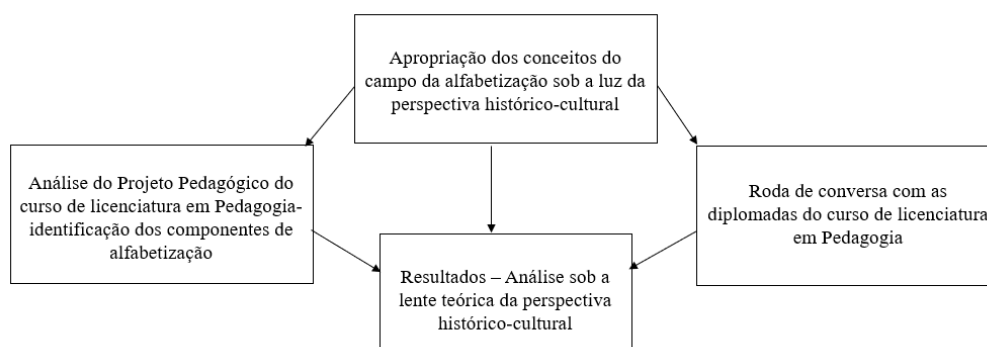 Apropriação dos conceitos do
campo da alfabetização sob a luz da
perspectiva histórico-cultural
Análise do Projeto Pedagógico do
curso de licenciatura em Pedagogia-
identificação dos componentes de
alfabetização
Roda de conversa com as
diplomadas do curso de licenciatura
em Pedagogia
Resultados – Análise sob a
lente teórica da perspectiva
histórico-cultural